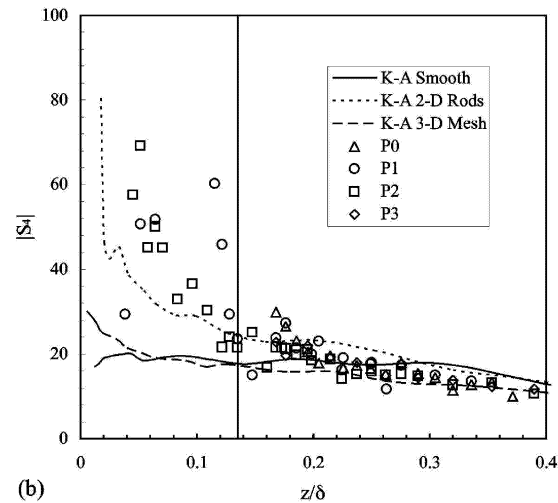 100
80
60
40
20
0
|S4|
K-A Smooth
K-A 2-D Rods
K-A 3-D Mesh
P0
P1
P2
P3
0 0.1 0.2 0.3 0.4
(b)
z/δ